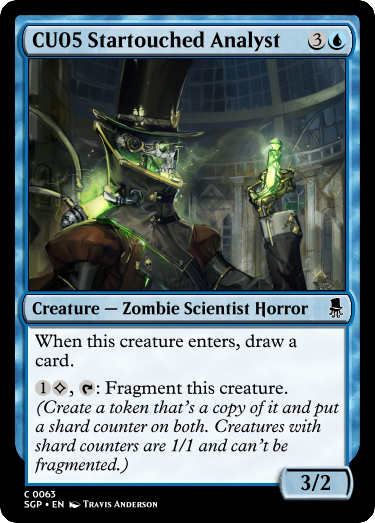 CU05 Startouched Analyst 3
Creature — Zombie Scientist Horror
When this creature enters, draw a
card.
1 , : Fragment this creature.
(Create a token that's a copy of it and put
a shard counter on both. Creatures with
shard counters are 1/1 and can't be
fragmented.)
3/2
C 0063
SGP • EN Travis Anderson